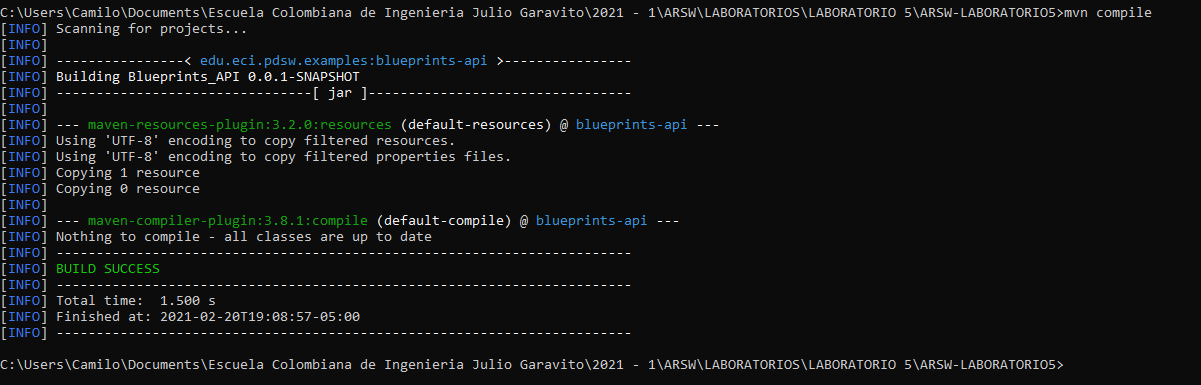 C:\Users\Camilo\Documents\Escuela Colombiana de Ingenieria Julio Garavito\2021 - 1\ARSW\LABORATORIOS\LABORATORIO 5\ARSW-LABORATORIO5>mvn compile
[INFO] Scanning for projects...
[INFO]
[INFO] ----------------< edu.eci.pdsw.examples:blueprints-api >----------------
[INFO] Building Blueprints_API 0.0.1-SNAPSHOT
[INFO] --------------------------------[ jar ]---------------------------------
[INFO]
[INFO] --- maven-resources-plugin:3.2.0:resources (default-resources) @ blueprints-api ---
[INFO] Using 'UTF-8' encoding to copy filtered resources.
[INFO] Using 'UTF-8' encoding to copy filtered properties files.
[INFO] Copying 1 resource
[INFO] Copying 0 resource
[INFO]
[INFO] --- maven-compiler-plugin:3.8.1:compile (default-compile) @ blueprints-api ---
[INFO] Nothing to compile - all classes are up to date
[INFO] ------------------------------------------------------------------------
[INFO] BUILD SUCCESS
[INFO] ------------------------------------------------------------------------
[INFO] Total time:  1.500 s
[INFO] Finished at: 2021-02-20T19:08:57-05:00
[INFO] ------------------------------------------------------------------------
C:\Users\Camilo\Documents\Escuela Colombiana de Ingenieria Julio Garavito\2021 - 1\ARSW\LABORATORIOS\LABORATORIO 5\ARSW-LABORATORIO5>